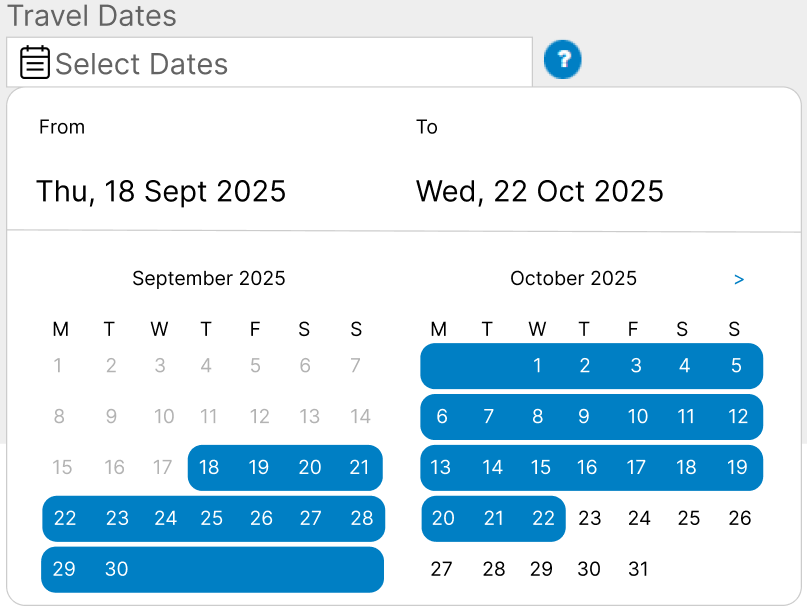 Travel Dates
Select Dates ?
From To
Thu, 18 Sept 2025 Wed, 22 Oct 2025
September 2025 October 2025 >
M T W T F S S M T W T F S S
1 2 3 4 5 6 7 1 2 3 4 5
8 9 10 11 12 13 14 6 7 8 9 10 11 12
15 16 17 18 19 20 21 13 14 15 16 17 18 19
22 23 24 25 26 27 28 20 21 22 23 24 25 26
29 30 27 28 29 30 31